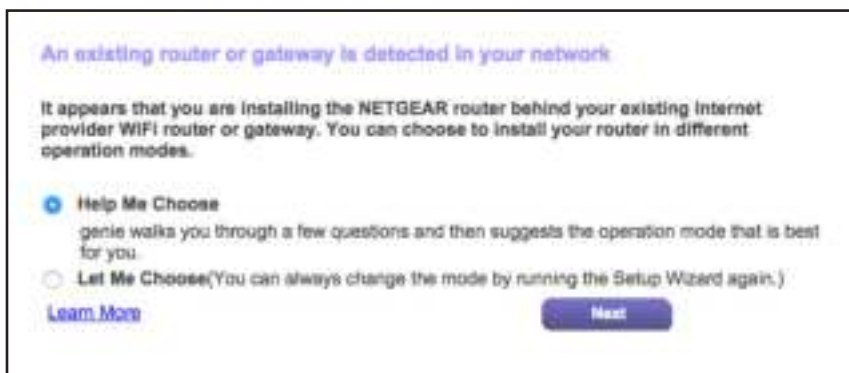 An existing router or gateway is detected in your network
It appears that you are installing the NETGEAR router behind your existing Internet
provider WiFi router or gateway. You can choose to install your router in different
operation modes.
Help Me Choose
genie walks you through a few questions and then suggests the operation mode that is best
for you.
Let Me Choose(You can always change the mode by running the Setup Wizard again.)
Learn More
Next